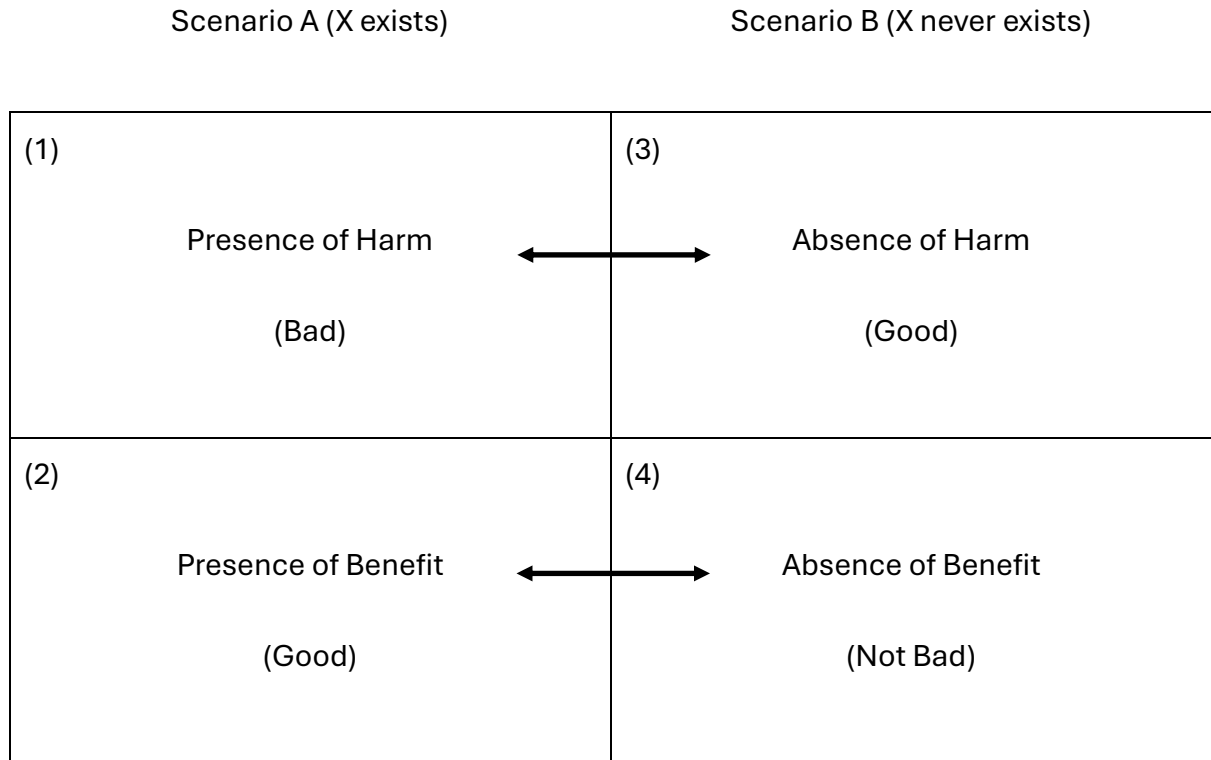 Scenario A (X exists)
Scenario B (X never exists)
(1)
Presence of Harm
(Bad)
(3)
Absence of Harm
(Good)
(2)
Presence of Benefit
(Good)
(4)
Absence of Benefit
(Not Bad)